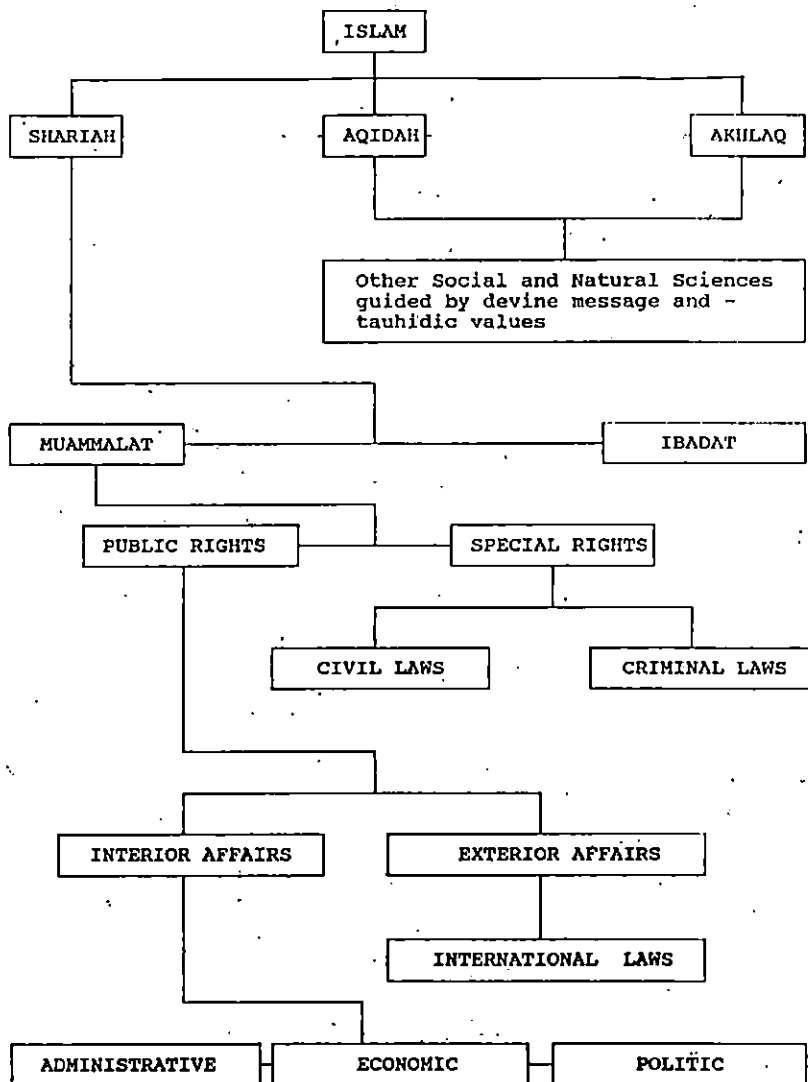 ISLAM
SHARIAH
AQIDAH
AKHLAQ
Other Social and Natural Sciences
guided by devine message and -
tauhidic values
MUAMMALAT
IBADAT
PUBLIC RIGHTS
SPECIAL RIGHTS
CIVIL LAWS
CRIMINAL LAWS
INTERIOR AFFAIRS
EXTERIOR AFFAIRS
INTERNATIONAL LAWS
ADMINISTRATIVE
ECONOMIC
POLITIC